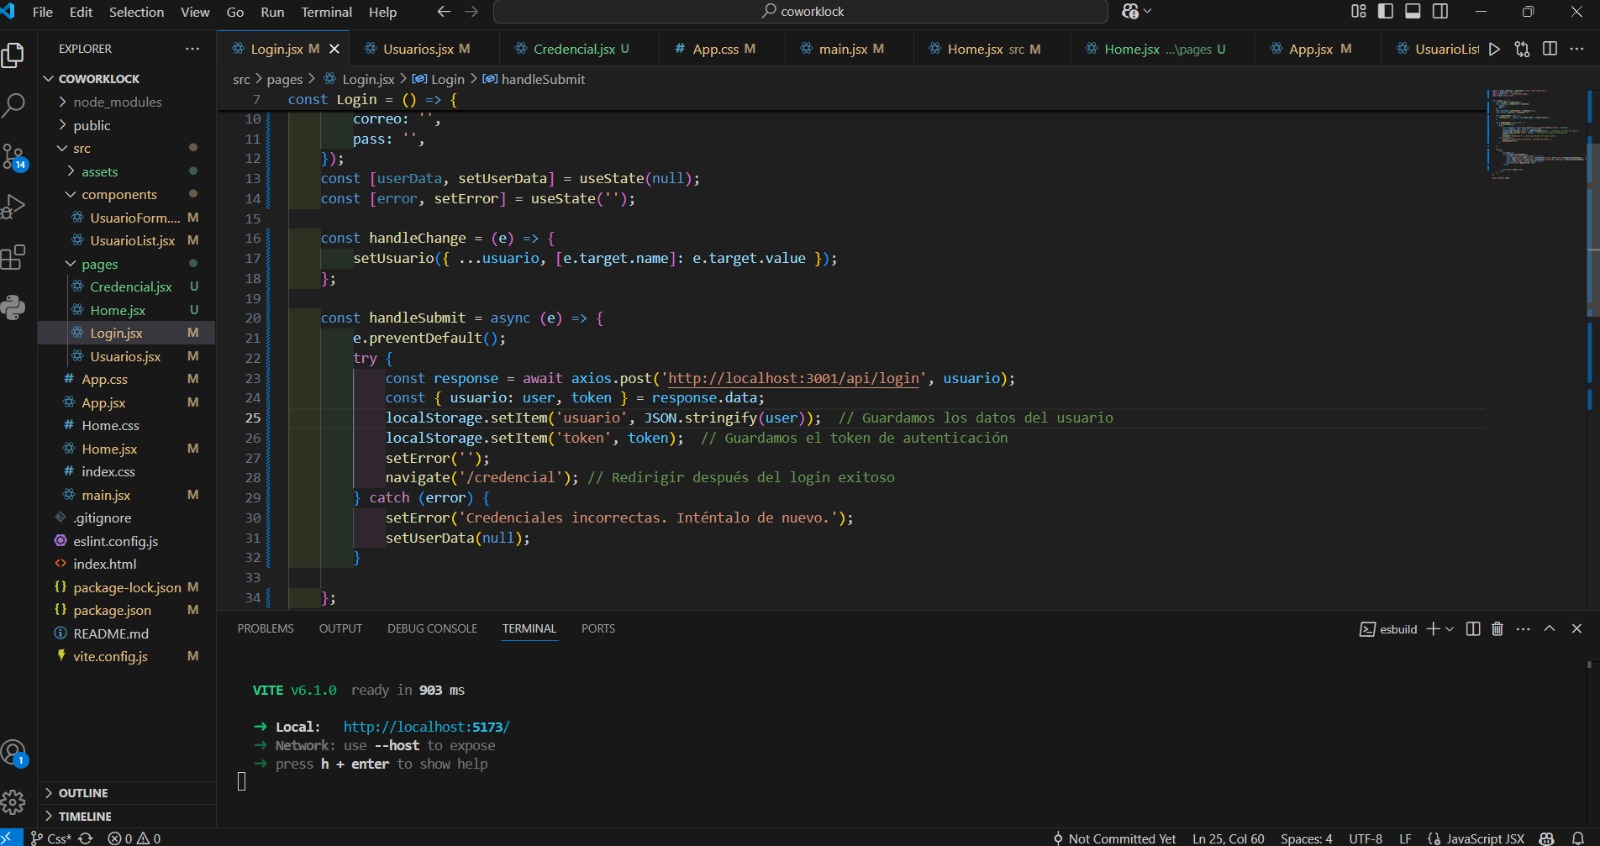 File Edit Selection View Go Run Terminal Help coworklock
EXPLORER
COWORKLOCK
node_modules
public
src
assets
components
UsuarioForm.... M
UsuarioList.jsx M
pages
Credencial.jsx U
Home.jsx U
Login.jsx M
Usuarios.jsx M
App.css M
App.jsx M
Home.css
Home.jsx M
index.css
main.jsx M
.gitignore
eslint.config.js
index.html
package-lock.json M
package.json M
README.md
vite.config.js M
OUTLINE
TIMELINE
14
1
Login.jsx M Usuarios.jsx M Credencial.jsx U App.css M main.jsx M Home.jsx src M Home.jsx ...\pages U App.jsx M UsuarioList
src > pages > Login.jsx > Login > handleSubmit
7 const Login = () => {
10 correo: '',
11 pass: '',
12 });
13 const [userData, setUserData] = useState(null);
14 const [error, setError] = useState('');
15
16 const handleChange = (e) => {
17 setUsuario({ ...usuario, [e.target.name]: e.target.value });
18 };
19
20 const handleSubmit = async (e) => {
21 e.preventDefault();
22 try {
23 const response = await axios.post('http://localhost:3001/api/login', usuario);
24 const { usuario: user, token } = response.data;
25 localStorage.setItem('usuario', JSON.stringify(user)); // Guardamos los datos del usuario
26 localStorage.setItem('token', token); // Guardamos el token de autenticación
27 setError('');
28 navigate('/credencial'); // Redirigir después del login exitoso
29 } catch (error) {
30 setError('Credenciales incorrectas. Inténtalo de nuevo.');
31 setUserData(null);
32 }
33
34 };
PROBLEMS OUTPUT DEBUG CONSOLE TERMINAL PORTS esbuild
VITE v6.1.0 ready in 903 ms
➜ Local: http://localhost:5173/
➜ Network: use --host to expose
➜ press h + enter to show help
Css* 0 0 Not Committed Yet Ln 25, Col 60 Spaces: 4 UTF-8 LF {} JavaScript JSX